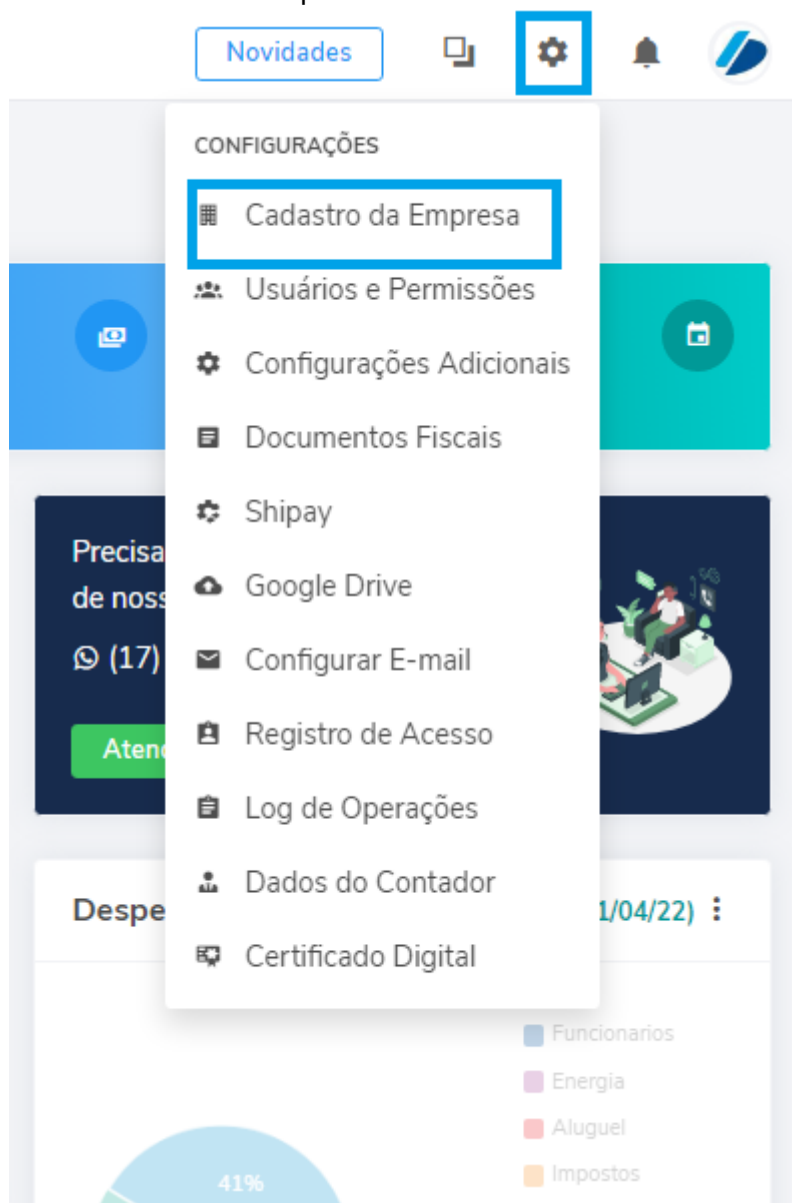 Novidades
CONFIGURAÇÕES
Cadastro da Empresa
Usuários e Permissões
Configurações Adicionais
Documentos Fiscais
Shipay
Precisa
de noss
Google Drive
(17)
Configurar E-mail
Registro de Acesso
Atend
Log de Operações
Dados do Contador
Despe
1/04/22)
Certificado Digital
Funcionarios
Energia
Aluguel
Impostos
41%